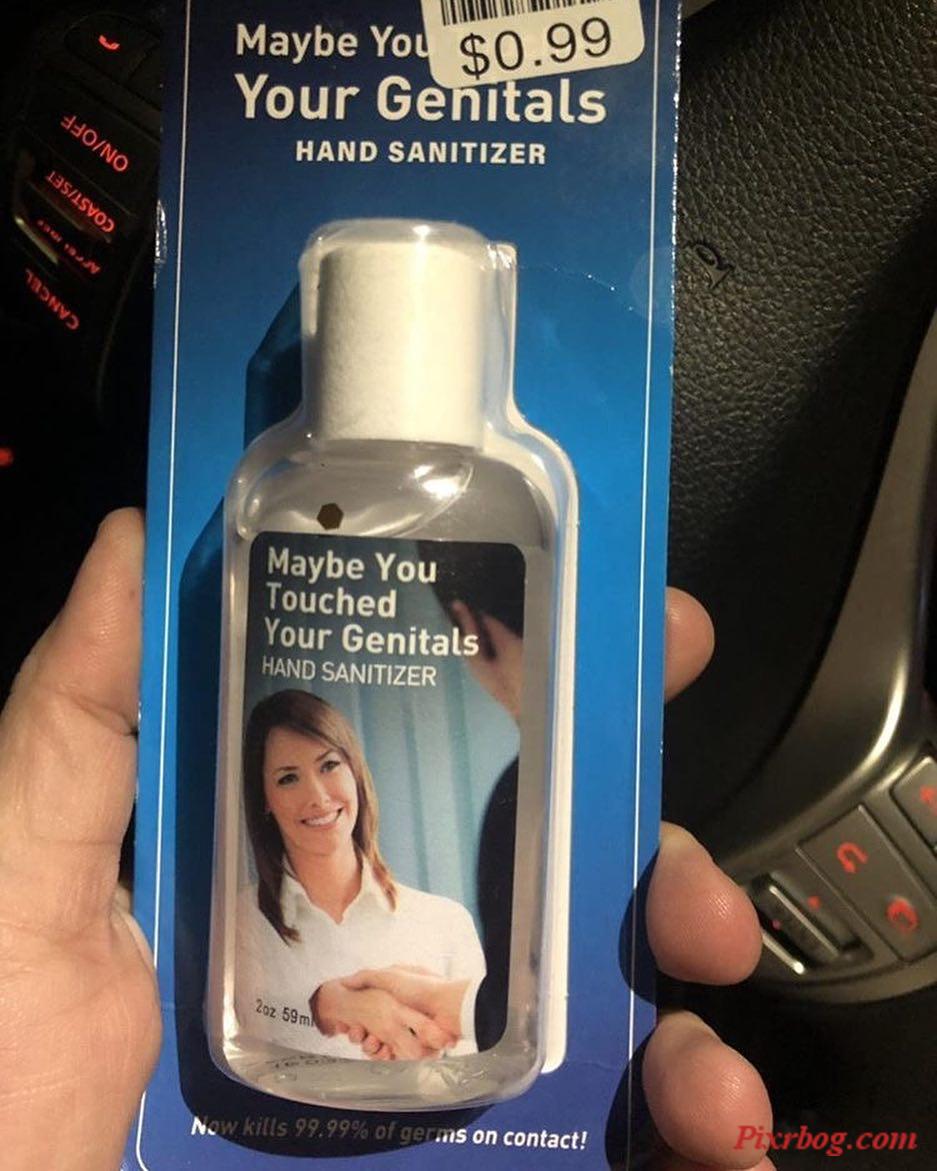 $0.99
Maybe You
Your Genitals
HAND SANITIZER
ON/OFF
COAST/SET
CANCEL
Maybe You
Touched
Your Genitals
HAND SANITIZER
2oz 59ml
Now kills 99.99% of germs on contact!
Pixrbog.com